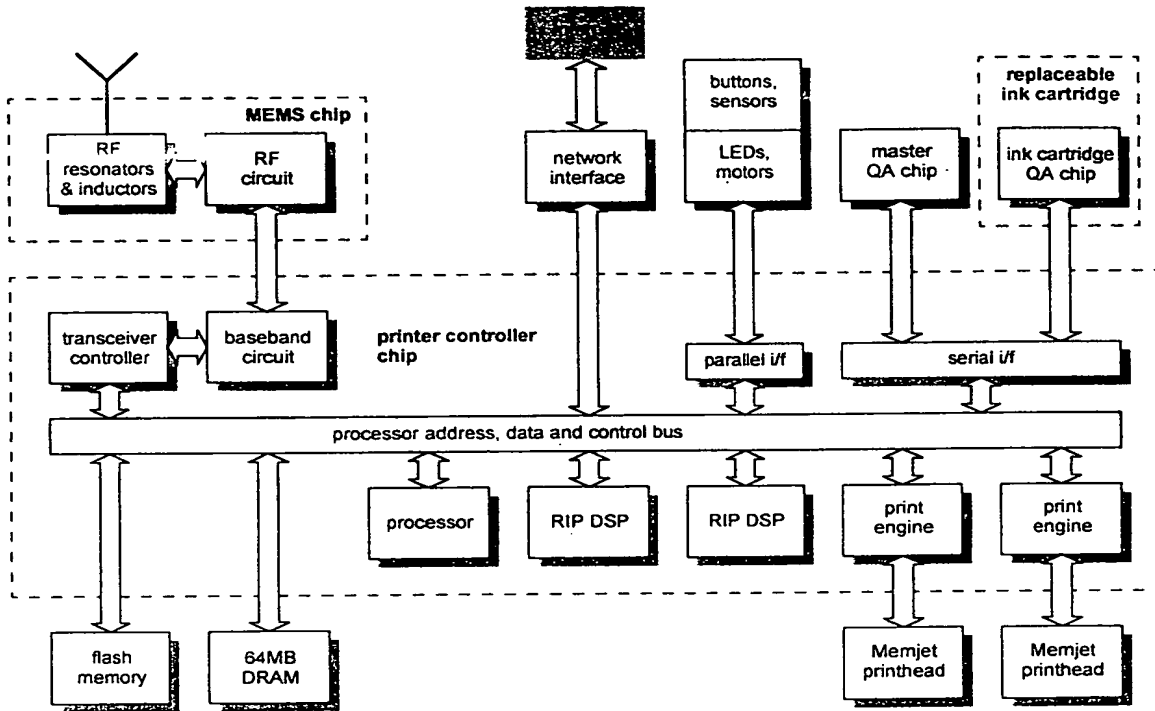 buttons,
sensors
replaceable
ink cartridge
MEMS chip
RF
resonators
& inductors
RF
circuit
network
interface
LEDs,
motors
master
QA chip
ink cartridge
QA chip
transceiver
controller
baseband
circuit
printer controller
chip
parallel i/f
serial i/f
processor address, data and control bus
processor
RIP DSP
RIP DSP
print
engine
print
engine
flash
memory
64MB
DRAM
Memjet
printhead
Memjet
printhead